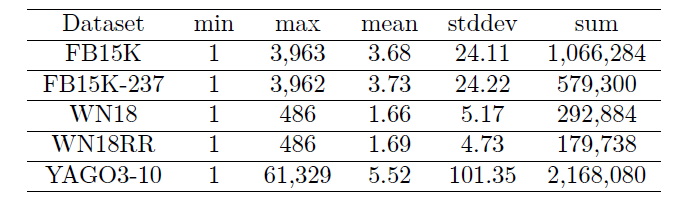 Dataset min max mean stddev sum
FB15K 1 3,963 3.68 24.11 1,066,284
FB15K-237 1 3,962 3.73 24.22 579,300
WN18 1 486 1.66 5.17 292,884
WN18RR 1 486 1.69 4.73 179,738
YAGO3-10 1 61,329 5.52 101.35 2,168,080